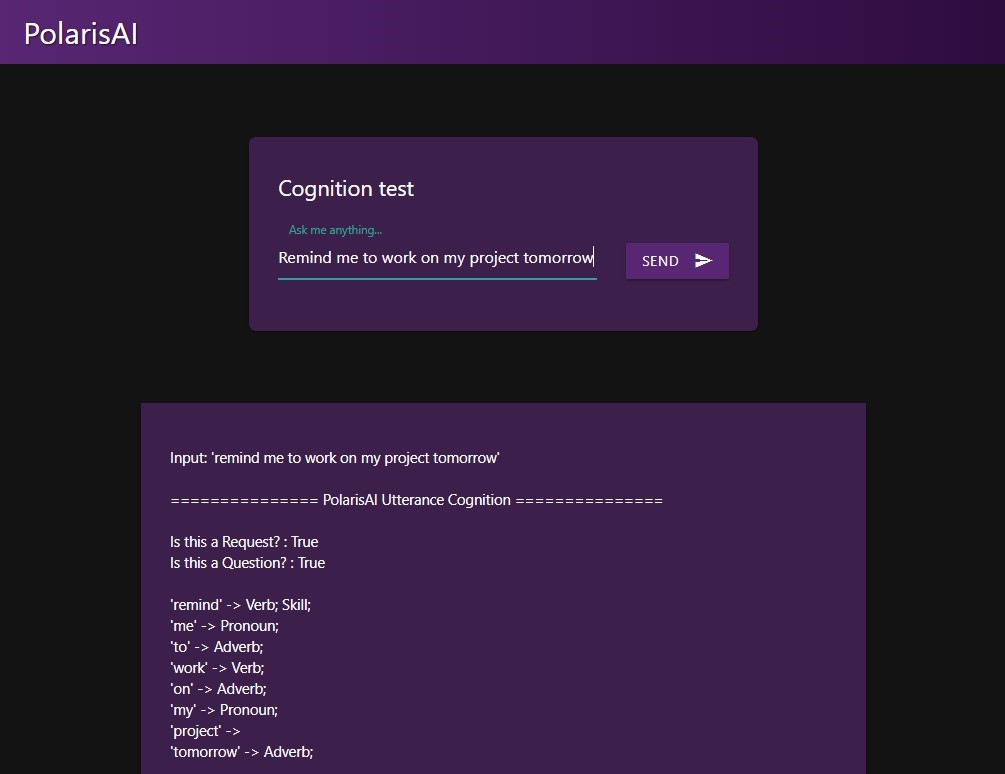 PolarisAI
Cognition test
Ask me anything...
Remind me to work on my project tomorrow
SEND
Input: 'remind me to work on my project tomorrow'
=============== PolarisAI Utterance Cognition ===============
Is this a Request? : True
Is this a Question? : True
'remind' -> Verb; Skill;
'me' -> Pronoun;
'to' -> Adverb;
'work' -> Verb;
'on' -> Adverb;
'my' -> Pronoun;
'project' ->
'tomorrow' -> Adverb;